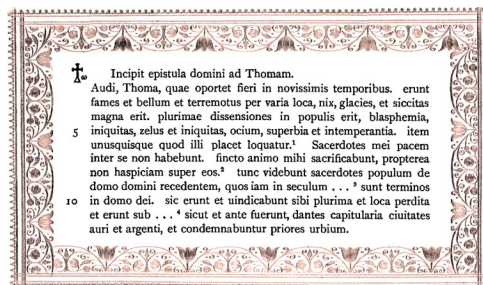 Incipit epistula domini ad Thomam.
Audi, Thoma, quae oportet fieri in novissimis temporibus. erunt
fames et bellum et terremotus per varia loca, nix, glacies, et siccitas
magna erit. plurimae dissensiones in populis erit, blasphemia,
5 iniquitas, zelus et iniquitas, ocium, superbia et intemperantia. item
unusquisque quod illi placet loquatur.¹ Sacerdotes mei pacem
inter se non habebunt. fincto animo mihi sacrificabunt, propterea
non haspiciam super eos.² tunc videbunt sacerdotes populum de
domo domini recedentem, quos iam in seculum . . . ³ sunt terminos
10 in domo dei. sic erunt et uindicabunt sibi plurima et loca perdita
et erunt sub . . . ⁴ sicut et ante fuerunt, dantes capitularia ciuitates
auri et argenti, et condemnabuntur priores urbium.